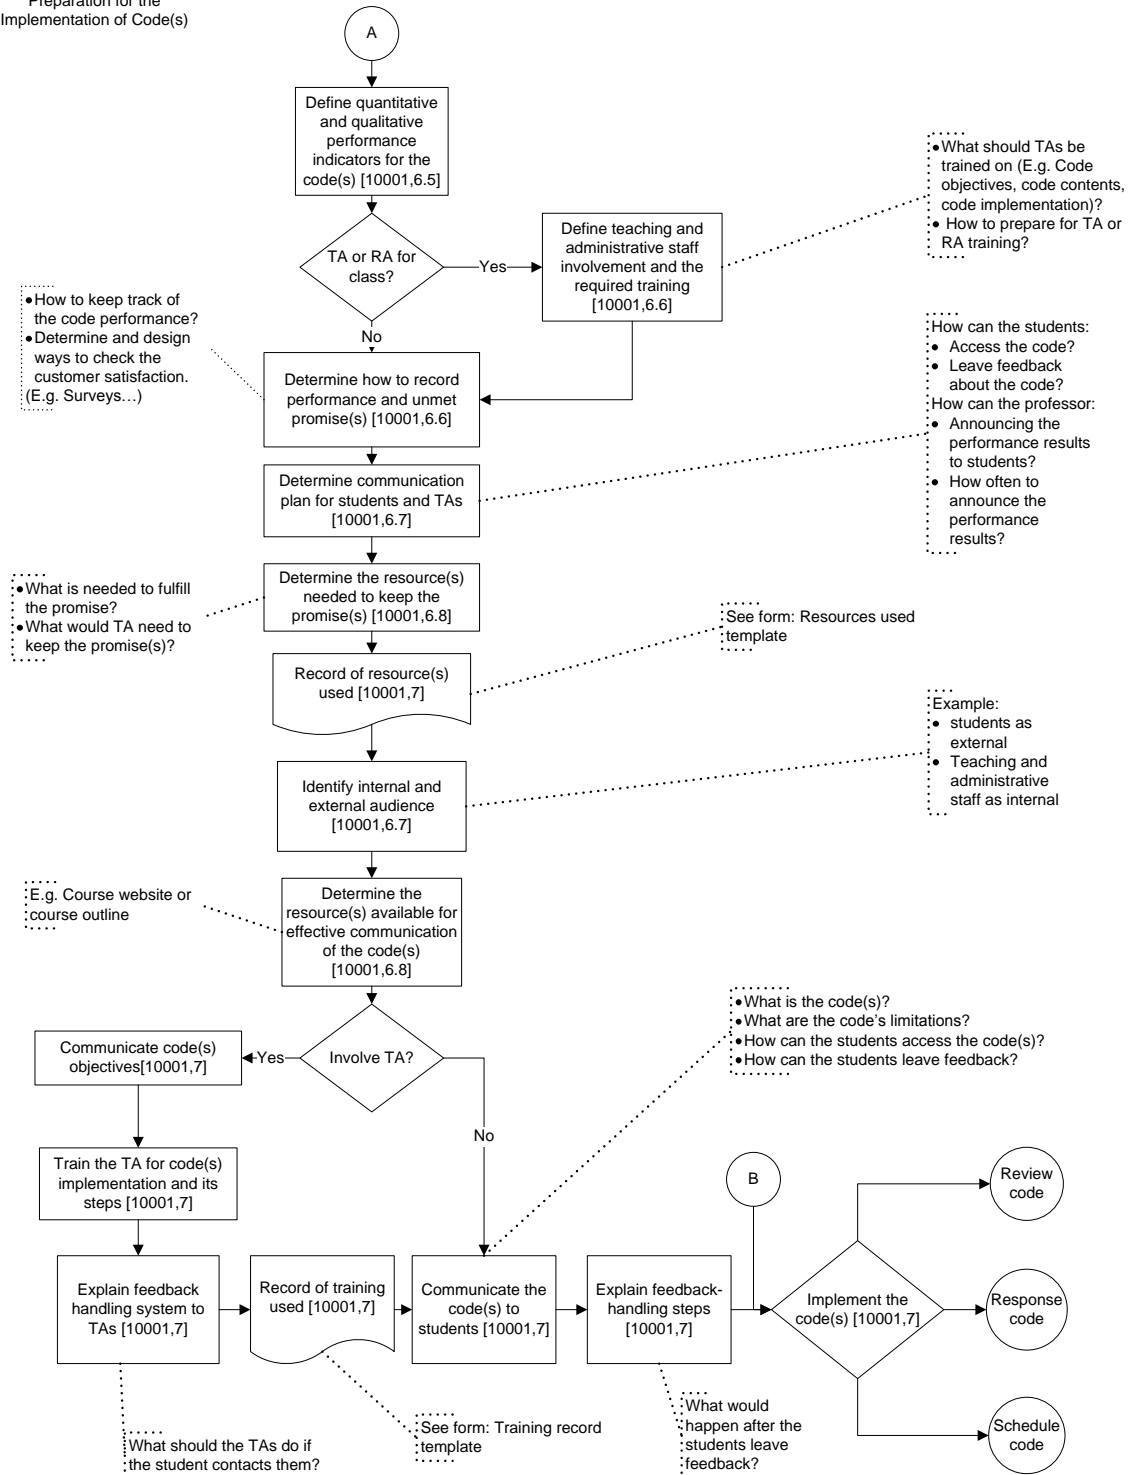 Preparation for the
Implementation of Code(s)
A
Define quantitative
and qualitative
performance
indicators for the
code(s) [10001,6.5]
TA or RA for
class?
Yes
No
Define teaching and
administrative staff
involvement and the
required training
[10001,6.6]
●What should TAs be
trained on (E.g. Code
objectives, code contents,
code implementation)?
● How to prepare for TA or
RA training?
●How to keep track of
the code performance?
●Determine and design
ways to check the
customer satisfaction.
(E.g. Surveys…)
Determine how to record
performance and unmet
promise(s) [10001,6.6]
How can the students:
● Access the code?
● Leave feedback
about the code?
How can the professor:
● Announcing the
performance results
to students?
● How often to
announce the
performance
results?
Determine communication
plan for students and TAs
[10001,6.7]
●What is needed to fulfill
the promise?
●What would TA need to
keep the promise(s)?
Determine the resource(s)
needed to keep the
promise(s) [10001,6.8]
See form: Resources used
template
Record of resource(s)
used [10001,7]
Example:
● students as
external
● Teaching and
administrative
staff as internal
Identify internal and
external audience
[10001,6.7]
E.g. Course website or
course outline
Determine the
resource(s) available for
effective communication
of the code(s)
[10001,6.8]
●What is the code(s)?
●What are the code’s limitations?
●How can the students access the code(s)?
●How can the students leave feedback?
Involve TA?
Yes
No
Communicate code(s)
objectives[10001,7]
Train the TA for code(s)
implementation and its
steps [10001,7]
Explain feedback
handling system to
TAs [10001,7]
Record of training
used [10001,7]
Communicate the
code(s) to
students [10001,7]
Explain feedback-
handling steps
[10001,7]
B
Implement the
code(s) [10001,7]
Review
code
Response
code
Schedule
code
What should the TAs do if
the student contacts them?
See form: Training record
template
What would
happen after the
students leave
feedback?